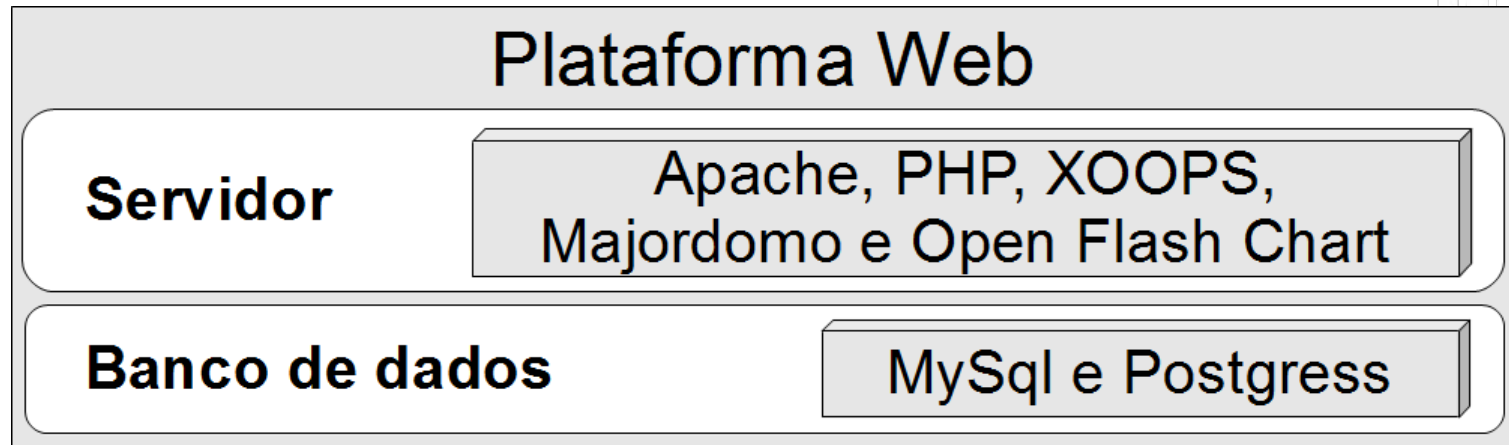 Plataforma Web
Servidor
Apache, PHP, XOOPS,
Majordomo e Open Flash Chart
Banco de dados
MySql e Postgress